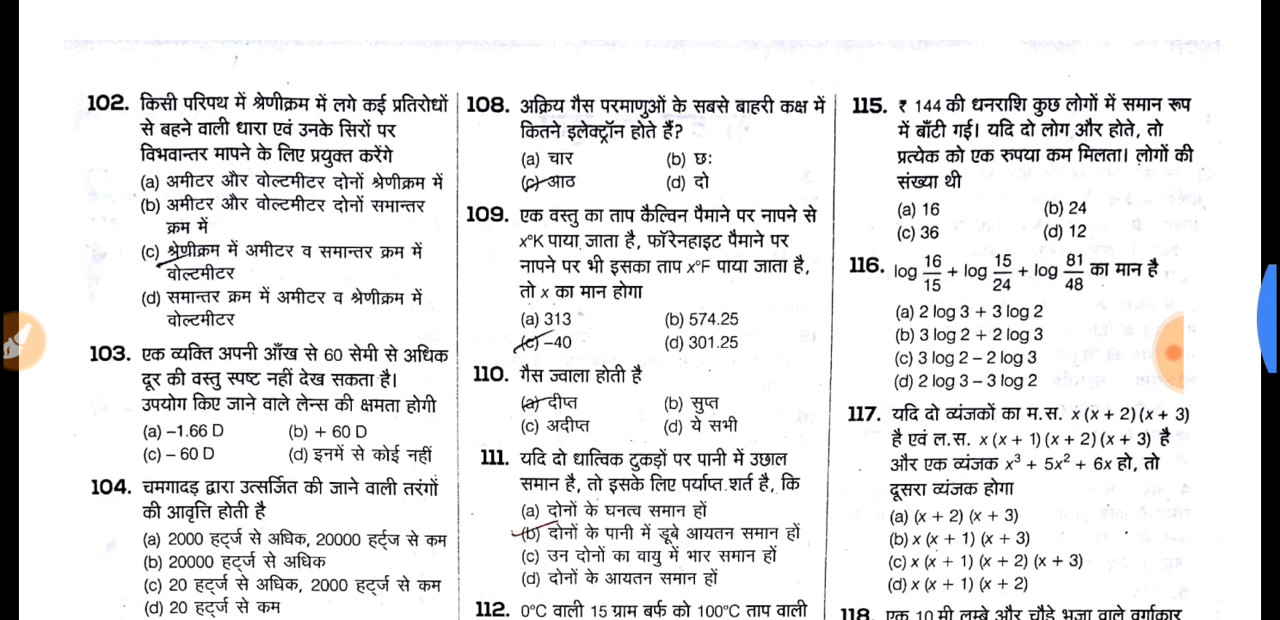 102. किसी परिपथ में श्रेणीक्रम में लगे कई प्रतिरोधों
से बहने वाली धारा एवं उनके सिरों पर
विभवान्तर मापने के लिए प्रयुक्त करेंगे
(a) अमीटर और वोल्टमीटर दोनों श्रेणीक्रम में
(b) अमीटर और वोल्टमीटर दोनों समान्तर
क्रम में
(c) श्रेणीक्रम में अमीटर व समान्तर क्रम में
वोल्टमीटर
(d) समान्तर क्रम में अमीटर व श्रेणीक्रम में
वोल्टमीटर
103. एक व्यक्ति अपनी आँख से 60 सेमी से अधिक
दूर की वस्तु स्पष्ट नहीं देख सकता है।
उपयोग किए जाने वाले लेन्स की क्षमता होगी
(a) –1.66 D (b) + 60 D
(c) – 60 D (d) इनमें से कोई नहीं
104. चमगादड़ द्वारा उत्सर्जित की जाने वाली तरंगों
की आवृत्ति होती है
(a) 2000 हर्ट्ज से अधिक, 20000 हर्ट्ज से कम
(b) 20000 हर्ट्ज से अधिक
(c) 20 हर्ट्ज से अधिक, 2000 हर्ट्ज से कम
(d) 20 हर्ट्ज से कम
108. अक्रिय गैस परमाणुओं के सबसे बाहरी कक्ष में
कितने इलेक्ट्रॉन होते हैं?
(a) चार (b) छः
(c) आठ (d) दो
109. एक वस्तु का ताप कैल्विन पैमाने पर नापने से
x°K पाया जाता है, फॉरेनहाइट पैमाने पर
नापने पर भी इसका ताप x°F पाया जाता है,
तो x का मान होगा
(a) 313 (b) 574.25
(c) –40 (d) 301.25
110. गैस ज्वाला होती है
(a) दीप्त (b) सुप्त
(c) अदीप्त (d) ये सभी
111. यदि दो धात्विक टुकड़ों पर पानी में उछाल
समान है, तो इसके लिए पर्याप्त शर्त है, कि
(a) दोनों के घनत्व समान हों
(b) दोनों के पानी में डूबे आयतन समान हों
(c) उन दोनों का वायु में भार समान हों
(d) दोनों के आयतन समान हों
112. 0°C वाली 15 ग्राम बर्फ को 100°C ताप वाली
115. ₹ 144 की धनराशि कुछ लोगों में समान रूप
में बाँटी गई। यदि दो लोग और होते, तो
प्रत्येक को एक रुपया कम मिलता। लोगों की
संख्या थी
(a) 16 (b) 24
(c) 36 (d) 12
116. log 16/15 + log 15/24 + log 81/48 का मान है
(a) 2 log 3 + 3 log 2
(b) 3 log 2 + 2 log 3
(c) 3 log 2 – 2 log 3
(d) 2 log 3 – 3 log 2
117. यदि दो व्यंजकों का म.स. x (x + 2) (x + 3)
है एवं ल.स. x (x + 1) (x + 2) (x + 3) है
और एक व्यंजक x³ + 5x² + 6x हो, तो
दूसरा व्यंजक होगा
(a) (x + 2) (x + 3)
(b) x (x + 1) (x + 3)
(c) x (x + 1) (x + 2) (x + 3)
(d) x (x + 1) (x + 2)
118. एक 10 मी लम्बे और चौड़े भुजा वाले वर्गाकार